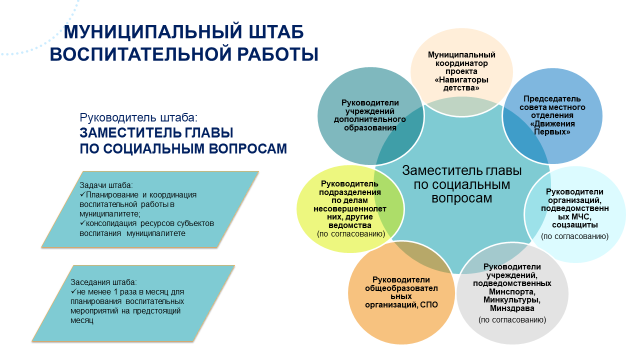 МУНИЦИПАЛЬНЫЙ ШТАБ
ВОСПИТАТЕЛЬНОЙ РАБОТЫ
Руководитель штаба:
ЗАМЕСТИТЕЛЬ ГЛАВЫ
ПО СОЦИАЛЬНЫМ ВОПРОСАМ
Задачи штаба:
✓Планирование и координация
воспитательной работы в
муниципалитете;
✓консолидация ресурсов субъектов
воспитания муниципалитете
Заседания штаба:
✓не менее 1 раза в месяц для
планирования воспитательных
мероприятий на предстоящий
месяц
Муниципальный
координатор
проекта
«Навигаторы
детства»
Председатель
совета местного
отделения
«Движения
Первых»
Руководители
организаций,
подведомственн
ых МЧС,
соцзащиты
(по согласованию)
Руководители
учреждений,
подведомственных
Минспорта,
Минкультуры,
Минздрава
(по согласованию)
Руководители
общеобразовател
ьных
организаций, СПО
Руководитель
подразделения
по делам
несовершеннолет
них, другие
ведомства
(по согласованию)
Руководители
учреждений
дополнительного
образования
Заместитель главы
по социальным
вопросам